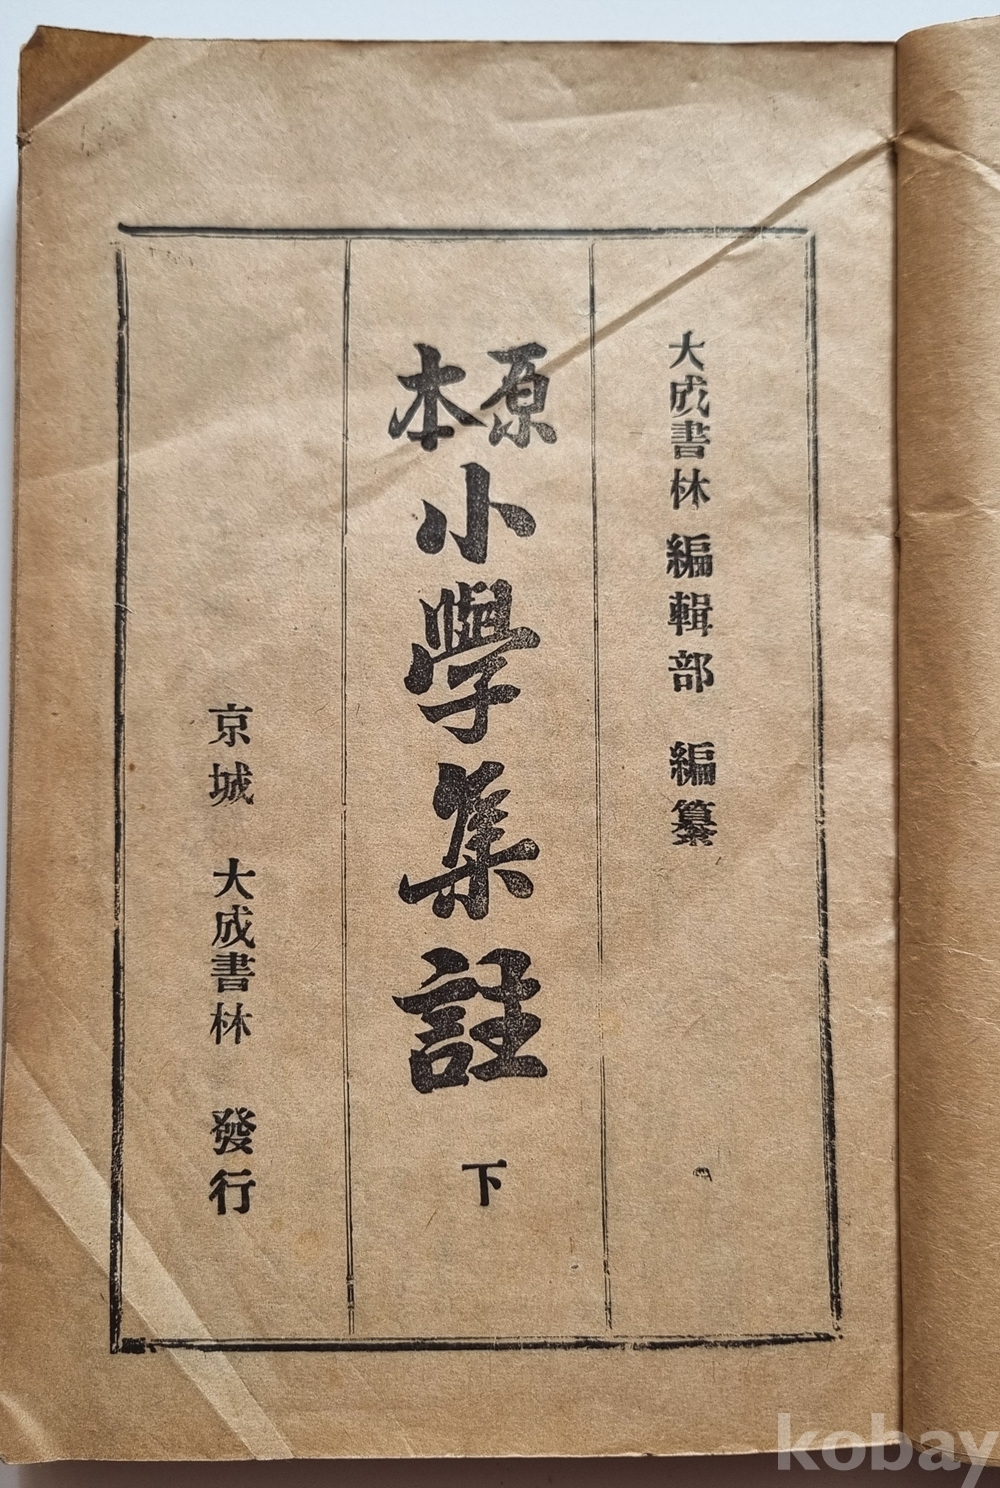 大成書林 編輯部 編纂
原本
小學集註 下
京城 大成書林 發行
kobay